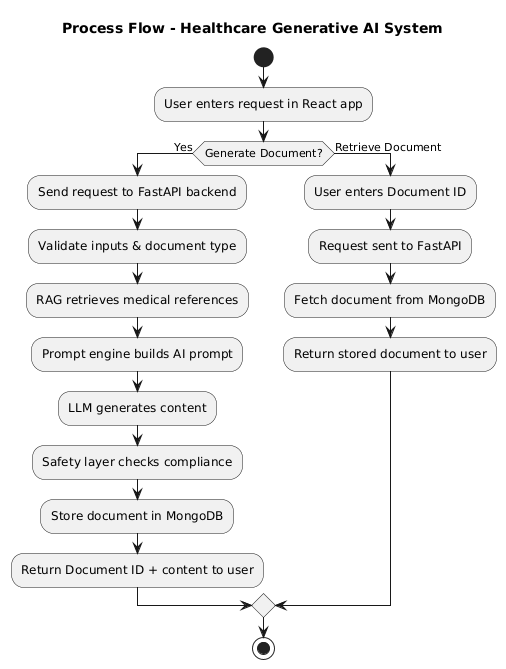 Process Flow - Healthcare Generative AI System
User enters request in React app
Generate Document?
Yes
Retrieve Document
Send request to FastAPI backend
Validate inputs & document type
RAG retrieves medical references
Prompt engine builds AI prompt
LLM generates content
Safety layer checks compliance
Store document in MongoDB
Return Document ID + content to user
User enters Document ID
Request sent to FastAPI
Fetch document from MongoDB
Return stored document to user